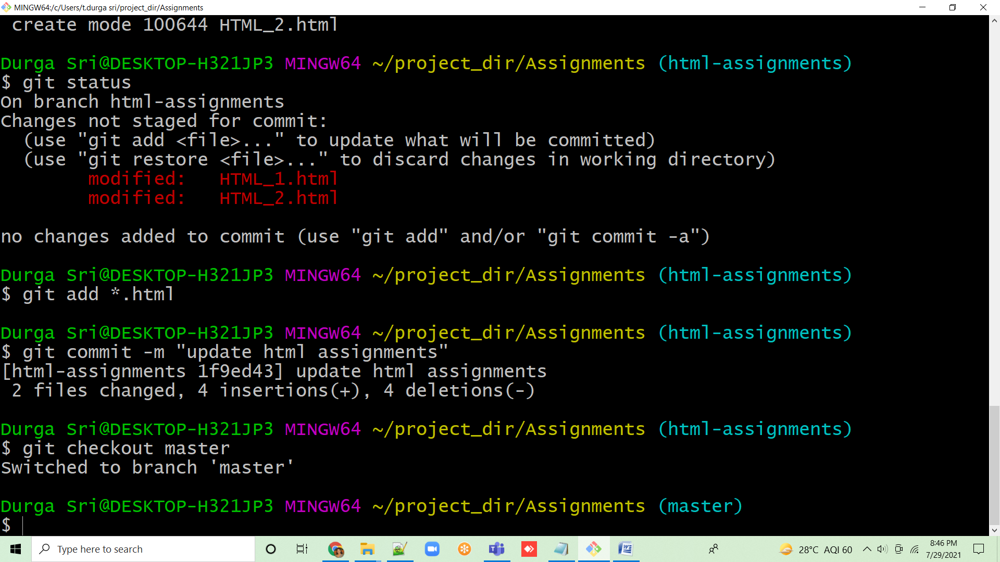 MINGW64:/c/Users/t.durga sri/project_dir/Assignments
 create mode 100644 HTML_2.html
Durga Sri@DESKTOP-H321JP3 MINGW64 ~/project_dir/Assignments (html-assignments)
$ git status
On branch html-assignments
Changes not staged for commit:
  (use "git add <file>..." to update what will be committed)
  (use "git restore <file>..." to discard changes in working directory)
        modified:   HTML_1.html
        modified:   HTML_2.html
no changes added to commit (use "git add" and/or "git commit -a")
Durga Sri@DESKTOP-H321JP3 MINGW64 ~/project_dir/Assignments (html-assignments)
$ git add *.html
Durga Sri@DESKTOP-H321JP3 MINGW64 ~/project_dir/Assignments (html-assignments)
$ git commit -m "update html assignments"
[html-assignments 1f9ed43] update html assignments
 2 files changed, 4 insertions(+), 4 deletions(-)
Durga Sri@DESKTOP-H321JP3 MINGW64 ~/project_dir/Assignments (html-assignments)
$ git checkout master
Switched to branch 'master'
Durga Sri@DESKTOP-H321JP3 MINGW64 ~/project_dir/Assignments (master)
$
Type here to search
28°C AQI 60
8:46 PM
7/29/2021